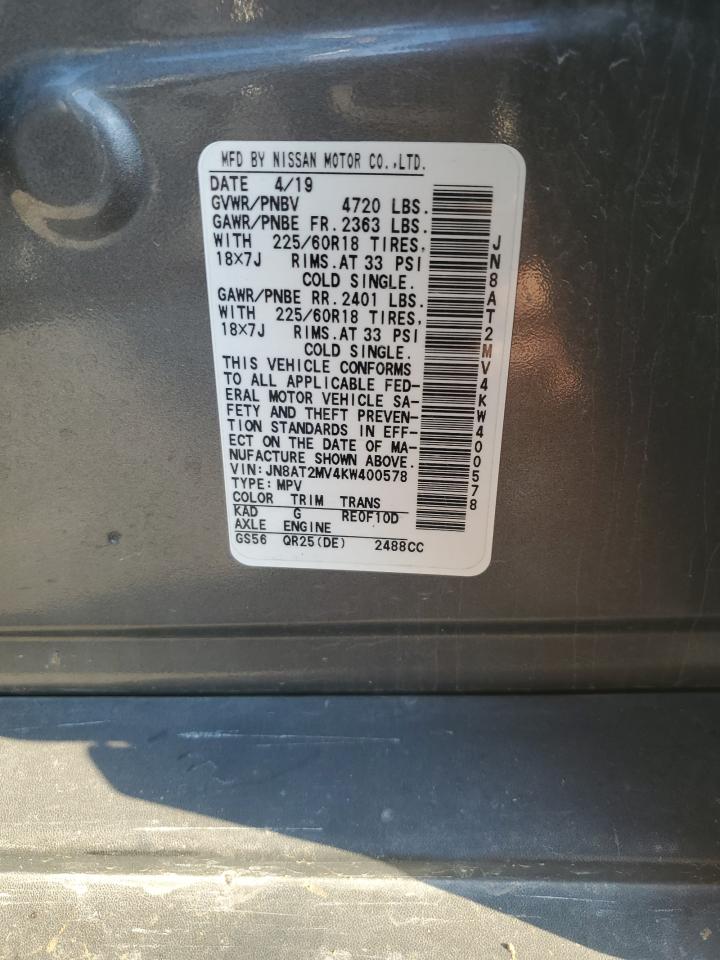 MFD BY NISSAN MOTOR CO.,LTD.
DATE 4/19
GVWR/PNBV 4720 LBS.
GAWR/PNBE FR. 2363 LBS.
WITH 225/60R18 TIRES,
18X7J RIMS. AT 33 PSI
COLD SINGLE.
GAWR/PNBE RR. 2401 LBS.
WITH 225/60R18 TIRES,
18X7J RIMS. AT 33 PSI
COLD SINGLE.
THIS VEHICLE CONFORMS
TO ALL APPLICABLE FED-
ERAL MOTOR VEHICLE SA-
FETY AND THEFT PREVEN-
TION STANDARDS IN EFF-
ECT ON THE DATE OF MA-
NUFACTURE SHOWN ABOVE.
VIN:JN8AT2MV4KW400578
TYPE: MPV
COLOR TRIM TRANS
KAD G RE0F10D
AXLE ENGINE
GS56 QR25(DE) 2488CC
JN8AT2MV4KW400578